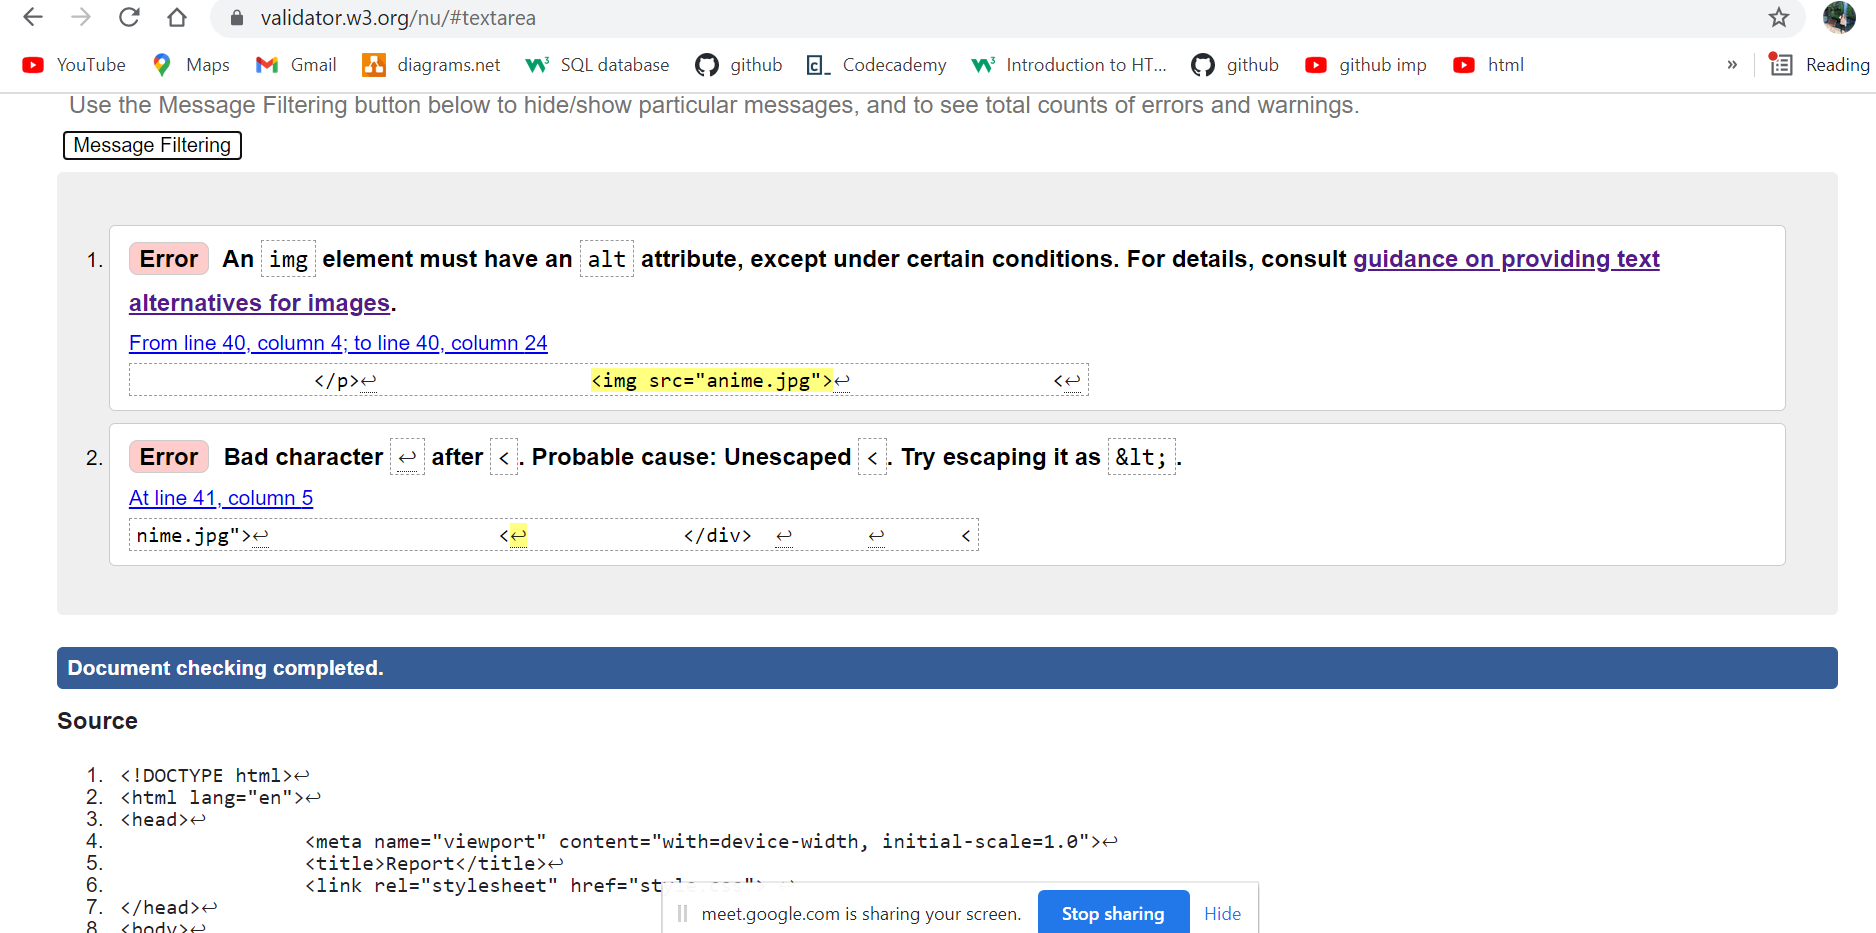 validator.w3.org/nu/#textarea
YouTube Maps Gmail diagrams.net SQL database github Codecademy Introduction to HT... github github imp html » Reading
Use the Message Filtering button below to hide/show particular messages, and to see total counts of errors and warnings.
Message Filtering
1. Error An img element must have an alt attribute, except under certain conditions. For details, consult guidance on providing text
alternatives for images.
From line 40, column 4; to line 40, column 24
</p>↩ <img src="anime.jpg">↩ <↩
2. Error Bad character ↩ after <. Probable cause: Unescaped <. Try escaping it as &lt;.
At line 41, column 5
nime.jpg">↩ <↩ </div> ↩ ↩ <
Document checking completed.
Source
1. <!DOCTYPE html>↩
2. <html lang="en">↩
3. <head>↩
4. <meta name="viewport" content="with=device-width, initial-scale=1.0">↩
5. <title>Report</title>↩
6. <link rel="stylesheet" href="style.css"> ↩
7. </head>↩
8. <body>↩
meet.google.com is sharing your screen. Stop sharing Hide